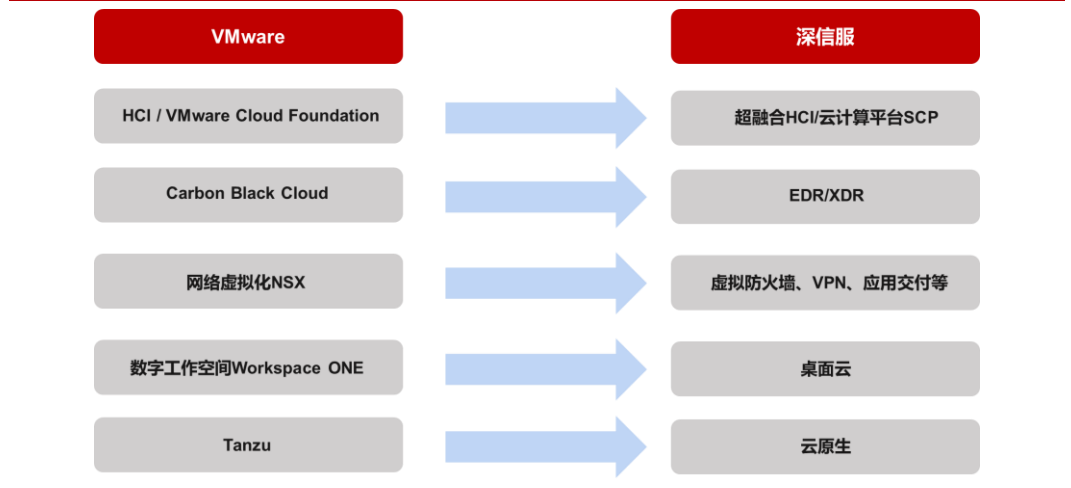 VMware 深信服
HCI / VMware Cloud Foundation 超融合HCI/云计算平台SCP
Carbon Black Cloud EDR/XDR
网络虚拟化NSX 虚拟防火墙、VPN、应用交付等
数字工作空间Workspace ONE 桌面云
Tanzu 云原生